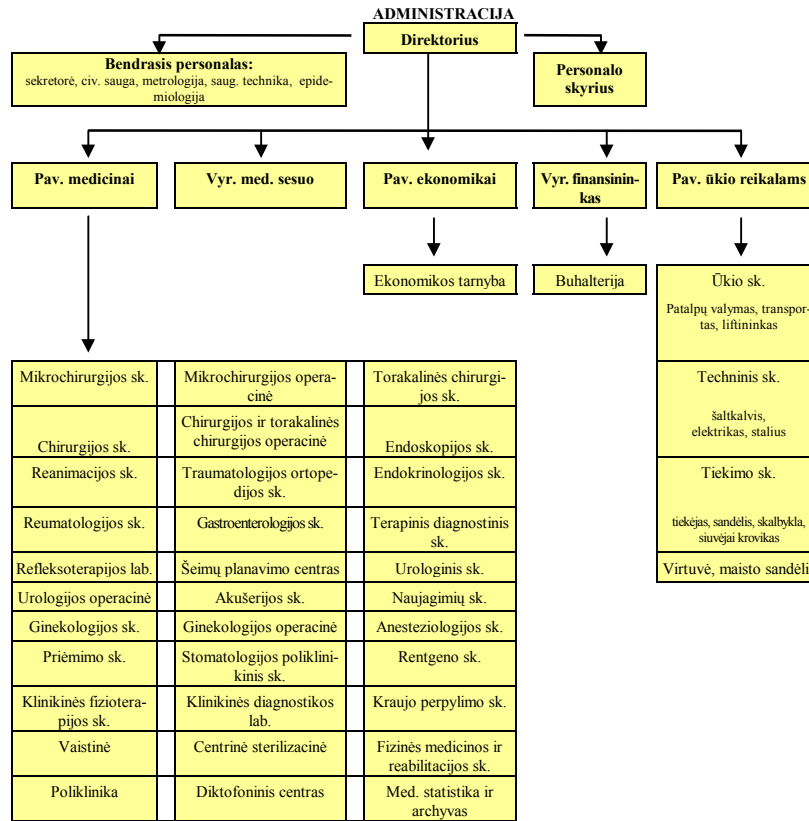 ADMINISTRACIJA
Direktorius
Bendrasis personalas:
sekretorė, civ. sauga, metrologija, saug. technika, epide-
miologija
Personalo
skyrius
Pav. medicinai
Vyr. med. sesuo
Pav. ekonomikai
Vyr. finansinin-
kas
Pav. ūkio reikalams
Ekonomikos tarnyba
Buhalterija
Ūkio sk.
Patalpų valymas, transpor-
tas, liftininkas
Techninis sk.
šaltkalvis,
elektrikas, stalius
Tiekimo sk.
tiekėjas, sandėlis, skalbykla,
siuvėjai krovikas
Virtuvė, maisto sandėli
Mikrochirurgijos sk.
Mikrochirurgijos opera-
cinė
Torakalinės chirurgi-
jos sk.
Chirurgijos sk.
Chirurgijos ir torakalinės
chirurgijos operacinė
Endoskopijos sk.
Reanimacijos sk.
Traumatologijos ortope-
dijos sk.
Endokrinologijos sk.
Reumatologijos sk.
Gastroenterologijos sk.
Terapinis diagnostinis
sk.
Refleksoterapijos lab.
Šeimų planavimo centras
Urologinis sk.
Urologijos operacinė
Akušerijos sk.
Naujagimių sk.
Ginekologijos sk.
Ginekologijos operacinė
Anesteziologijos sk.
Priėmimo sk.
Stomatologijos poliklini-
kinis sk.
Rentgeno sk.
Klinikinės fiziotera-
pijos sk.
Klinikinės diagnostikos
lab.
Kraujo perpylimo sk.
Vaistinė
Centrinė sterilizacinė
Fizinės medicinos ir
reabilitacijos sk.
Poliklinika
Diktofoninis centras
Med. statistika ir
archyvas